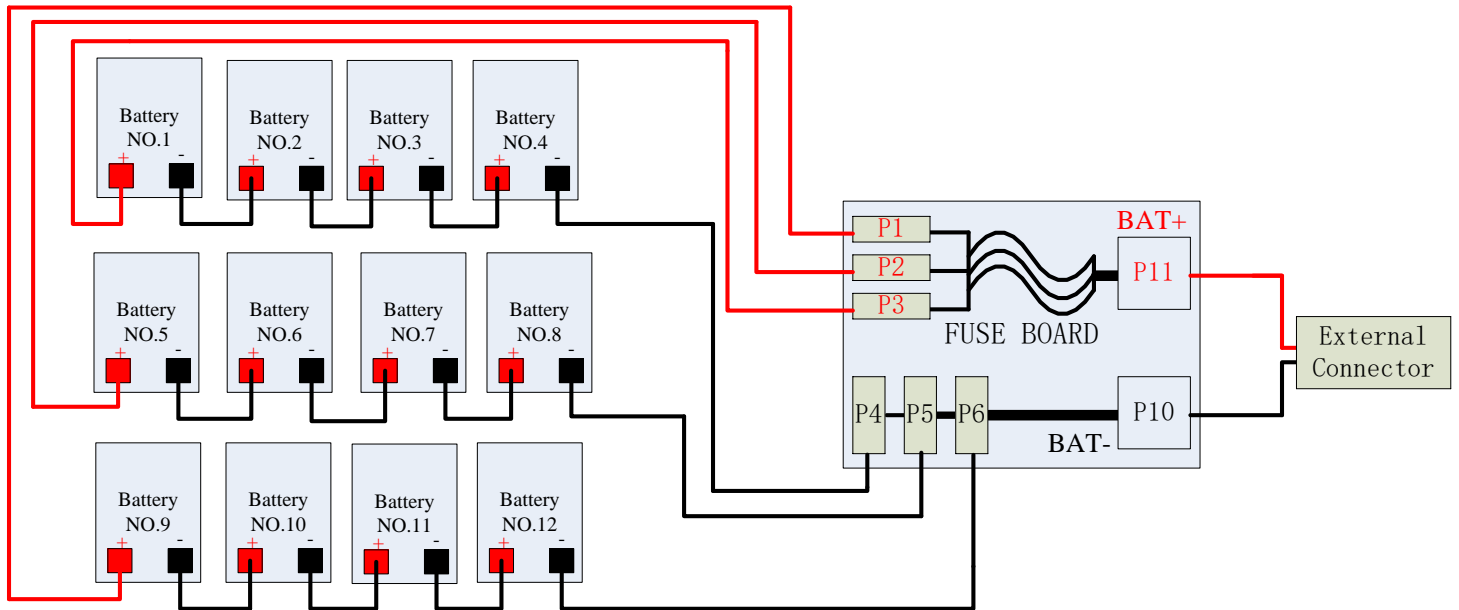 Battery
NO.1
+ -
Battery
NO.2
+ -
Battery
NO.3
+ -
Battery
NO.4
+ -
Battery
NO.5
+ -
Battery
NO.6
+ -
Battery
NO.7
+ -
Battery
NO.8
+ -
Battery
NO.9
+ -
Battery
NO.10
+ -
Battery
NO.11
+ -
Battery
NO.12
+ -
BAT+
P1
P2
P3
P11
FUSE BOARD
P4 P5 P6 P10
BAT-
External
Connector